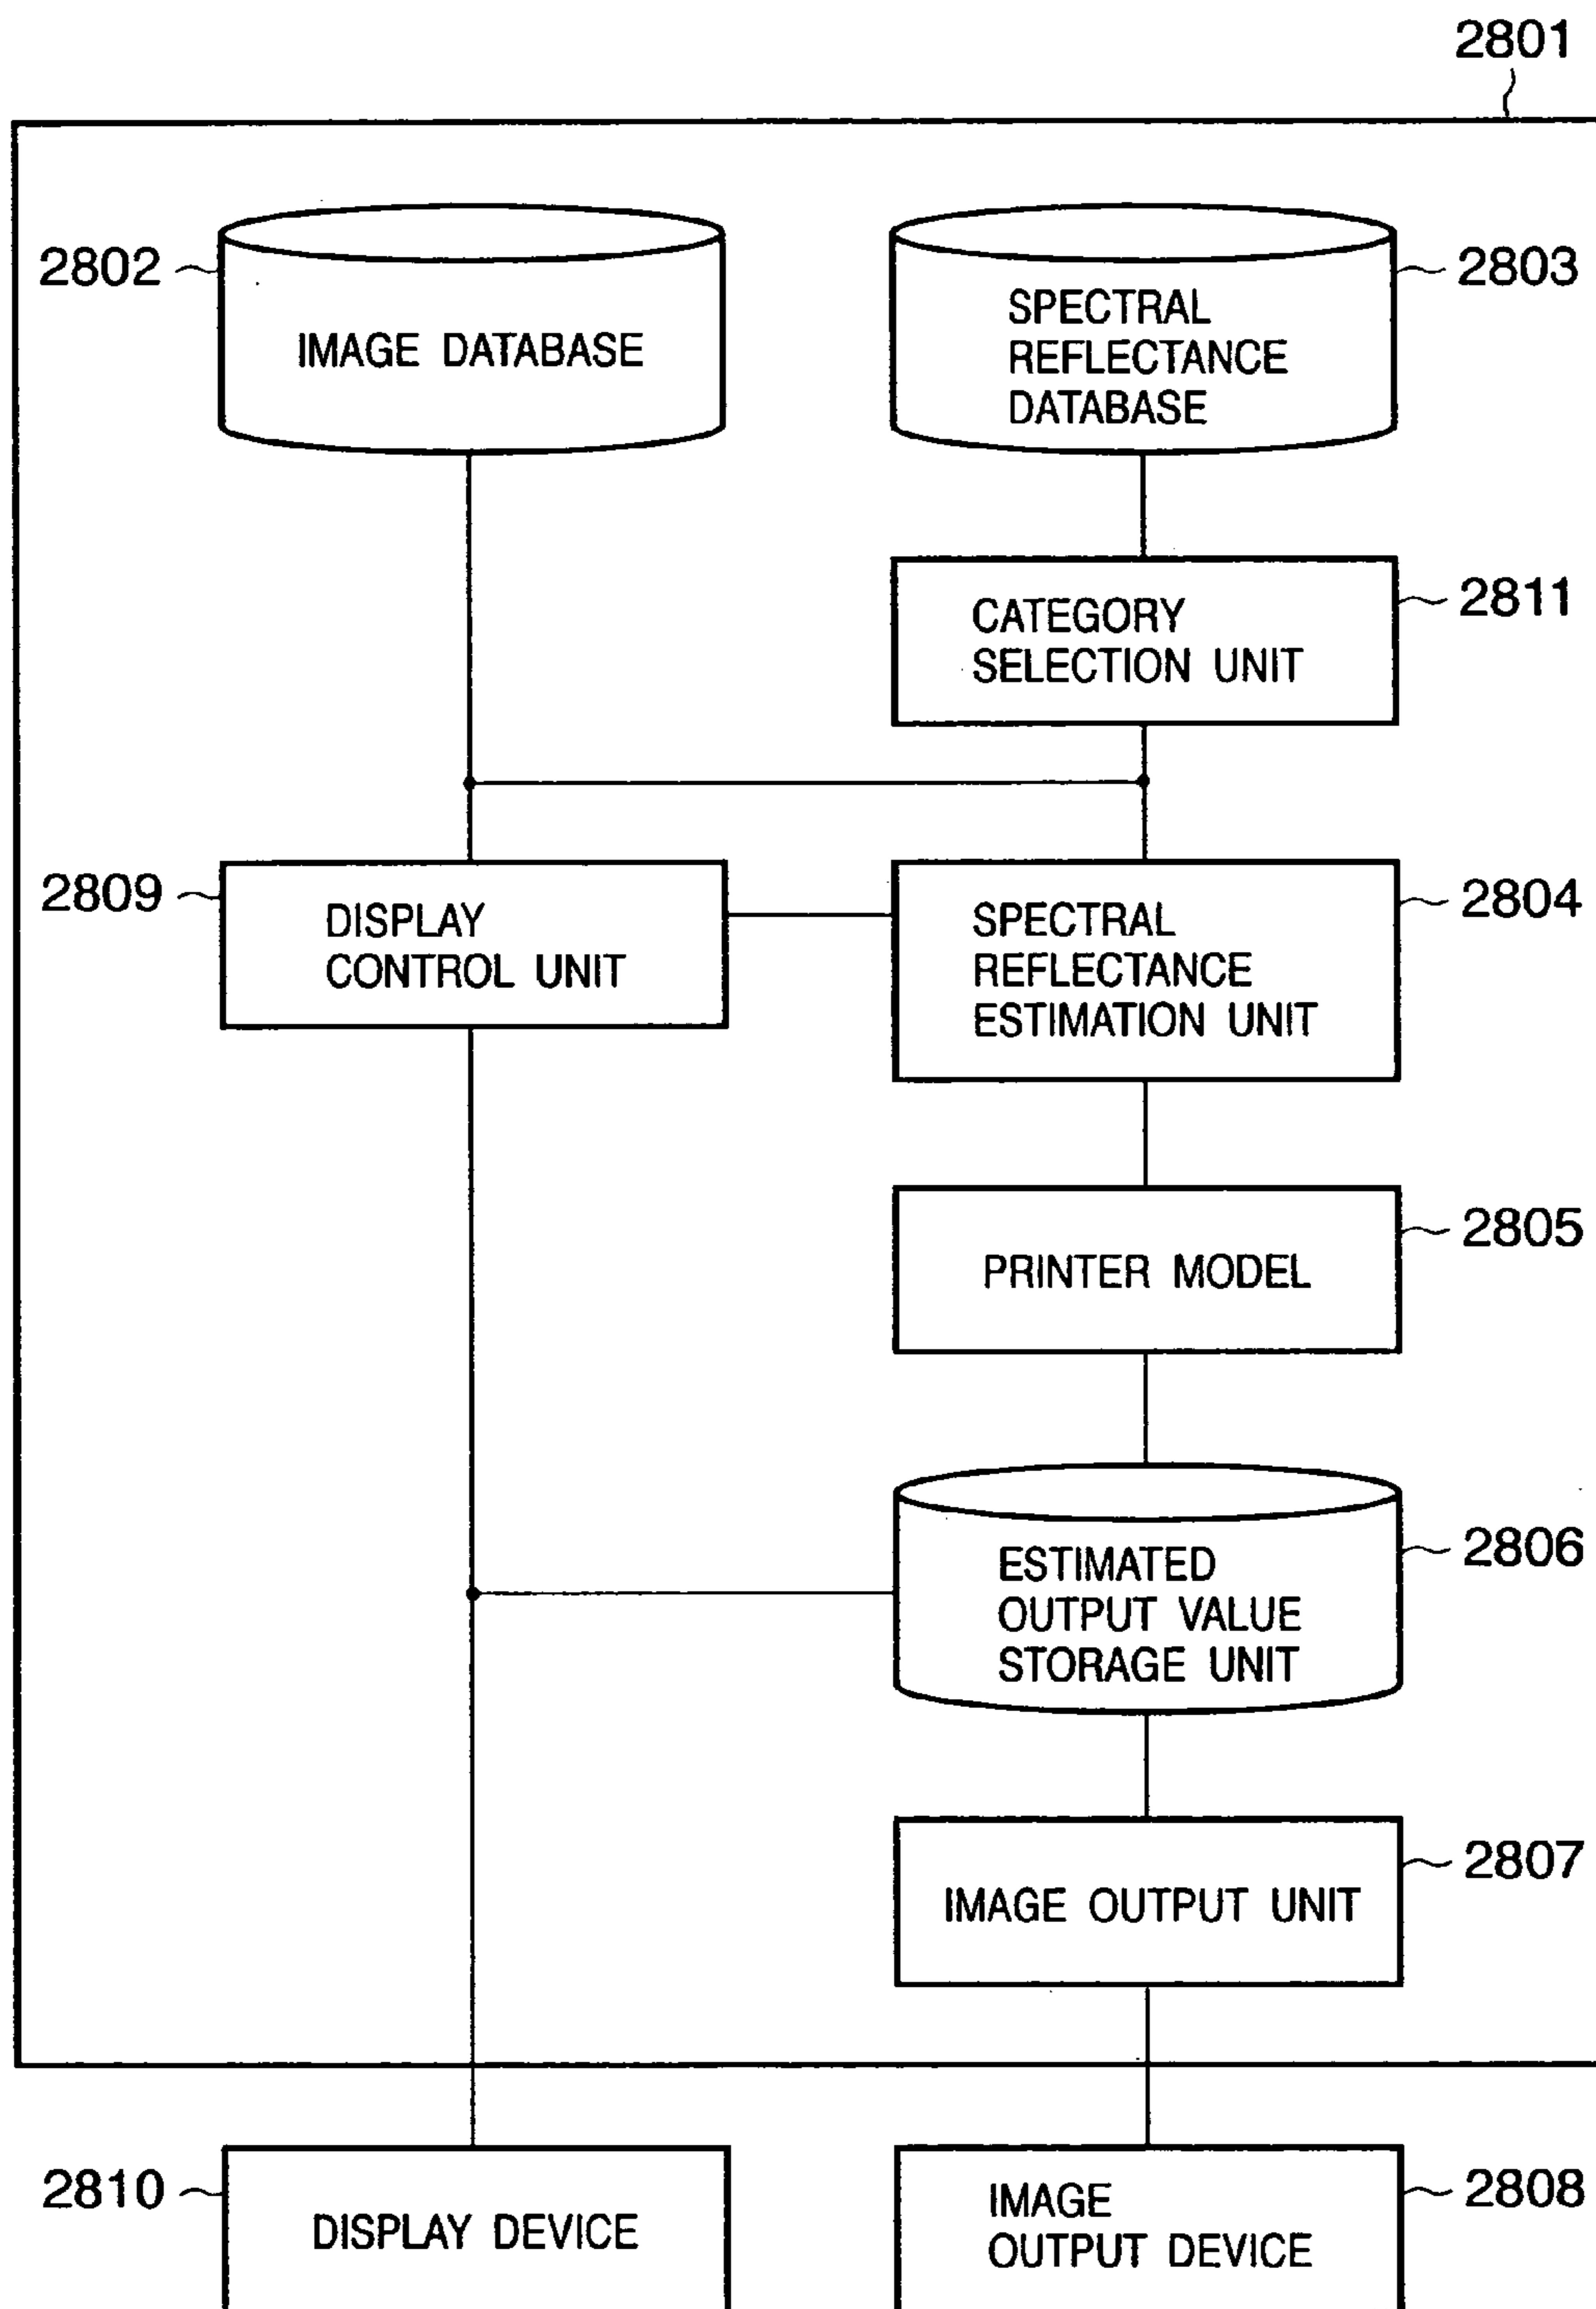 2801
2802
IMAGE DATABASE
SPECTRAL
REFLECTANCE
DATABASE
2803
CATEGORY
SELECTION UNIT
2811
2809
DISPLAY
CONTROL UNIT
SPECTRAL
REFLECTANCE
ESTIMATION UNIT
2804
PRINTER MODEL
2805
ESTIMATED
OUTPUT VALUE
STORAGE UNIT
2806
IMAGE OUTPUT UNIT
2807
2810
DISPLAY DEVICE
IMAGE
OUTPUT DEVICE
2808